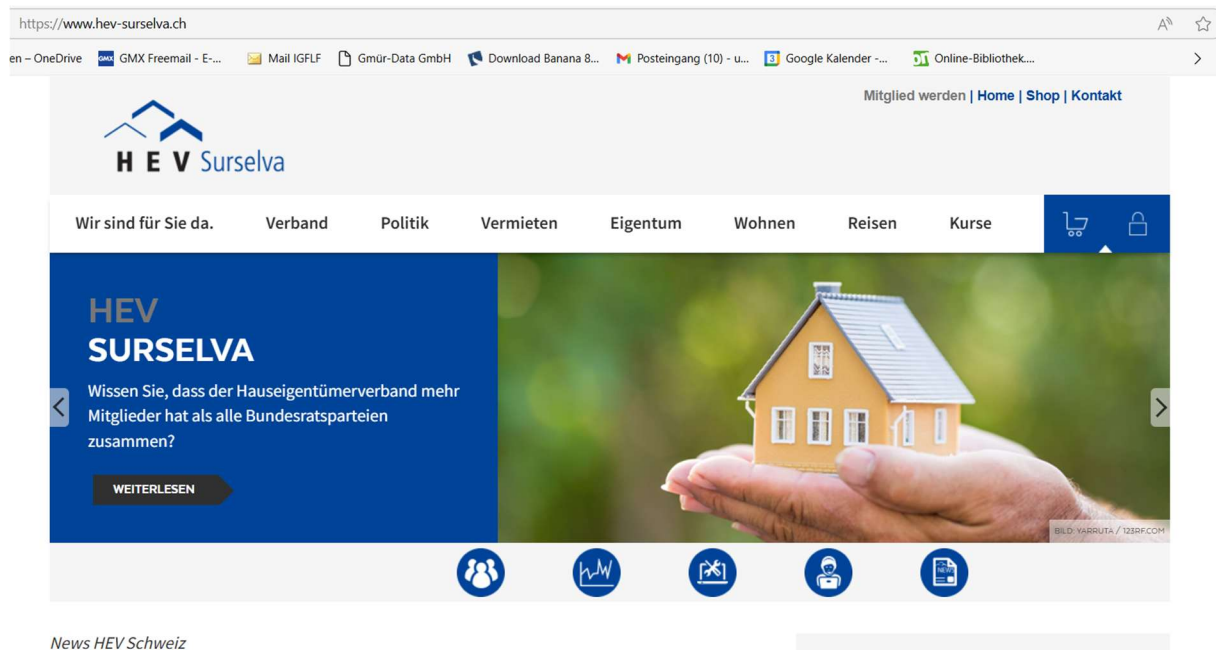 https://www.hev-surselva.ch
en – OneDrive GMX Freemail - E-... Mail IGFLF Gmür-Data GmbH Download Banana 8... Posteingang (10) - u... Google Kalender -... Online-Bibliothek....
Mitglied werden | Home | Shop | Kontakt
HEV Surselva
Wir sind für Sie da. Verband Politik Vermieten Eigentum Wohnen Reisen Kurse
HEV
SURSELVA
Wissen Sie, dass der Hauseigentümerverband mehr
Mitglieder hat als alle Bundesratsparteien
zusammen?
WEITERLESEN
BILD: YARRUTA / 123RF.COM
NEWS
News HEV Schweiz